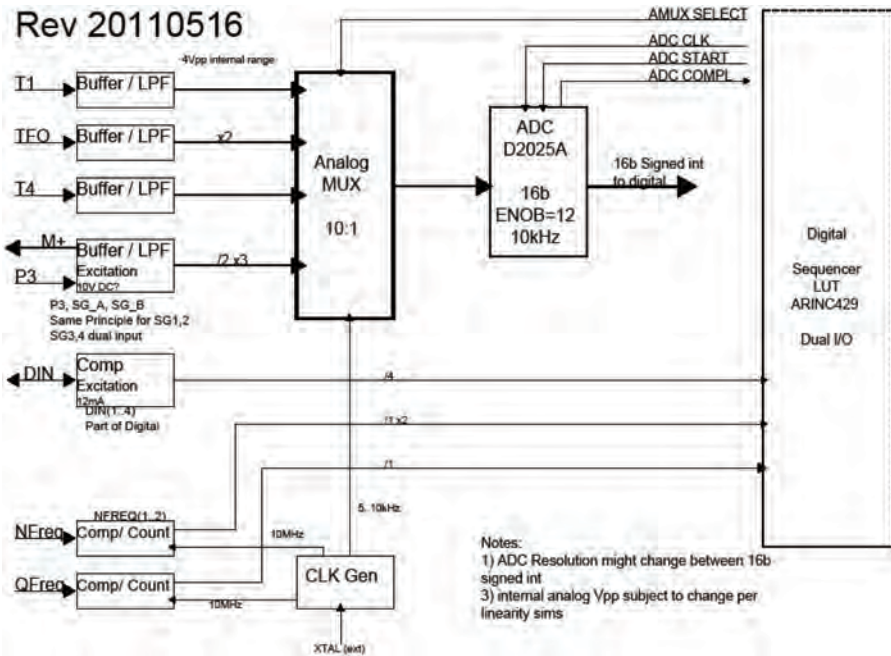 Rev 20110516
4Vpp internal range
AMUX SELECT
ADC CLK
ADC START
ADC COMPL
T1
Buffer / LPF
TFO
Buffer / LPF
x2
T4
Buffer / LPF
M+
P3
Buffer / LPF
Excitation
10V DC?
/2 x3
P3, SG_A, SG_B
Same Principle for SG1,2
SG3,4 dual input
Analog
MUX
10:1
ADC
D2025A
16b
ENOB=12
10kHz
16b Signed int
to digital
Digital
Sequencer
LUT
ARINC429
Dual I/O
DIN
Comp
Excitation
12mA
DIN(1..4)
Part of Digital
/4
/1 x2
/1
5..10kHz
NFREQ(1..2)
NFreq
Comp/ Count
10MHz
QFreq
Comp/ Count
10MHz
CLK Gen
XTAL (ext)
Notes:
1) ADC Resolution might change between 16b
signed int
3) internal analog Vpp subject to change per
linearity sims